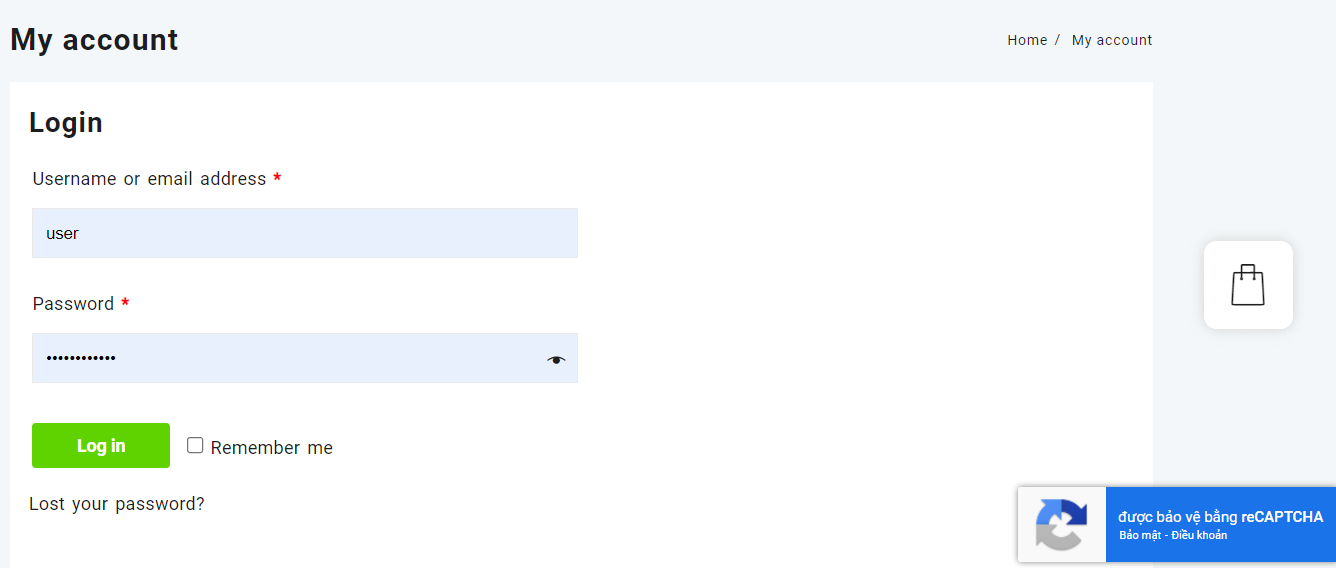 My account
Home / My account
Login
Username or email address *
user
Password *
••••••••••••
Log in
Remember me
Lost your password?
được bảo vệ bằng reCAPTCHA
Bảo mật - Điều khoản